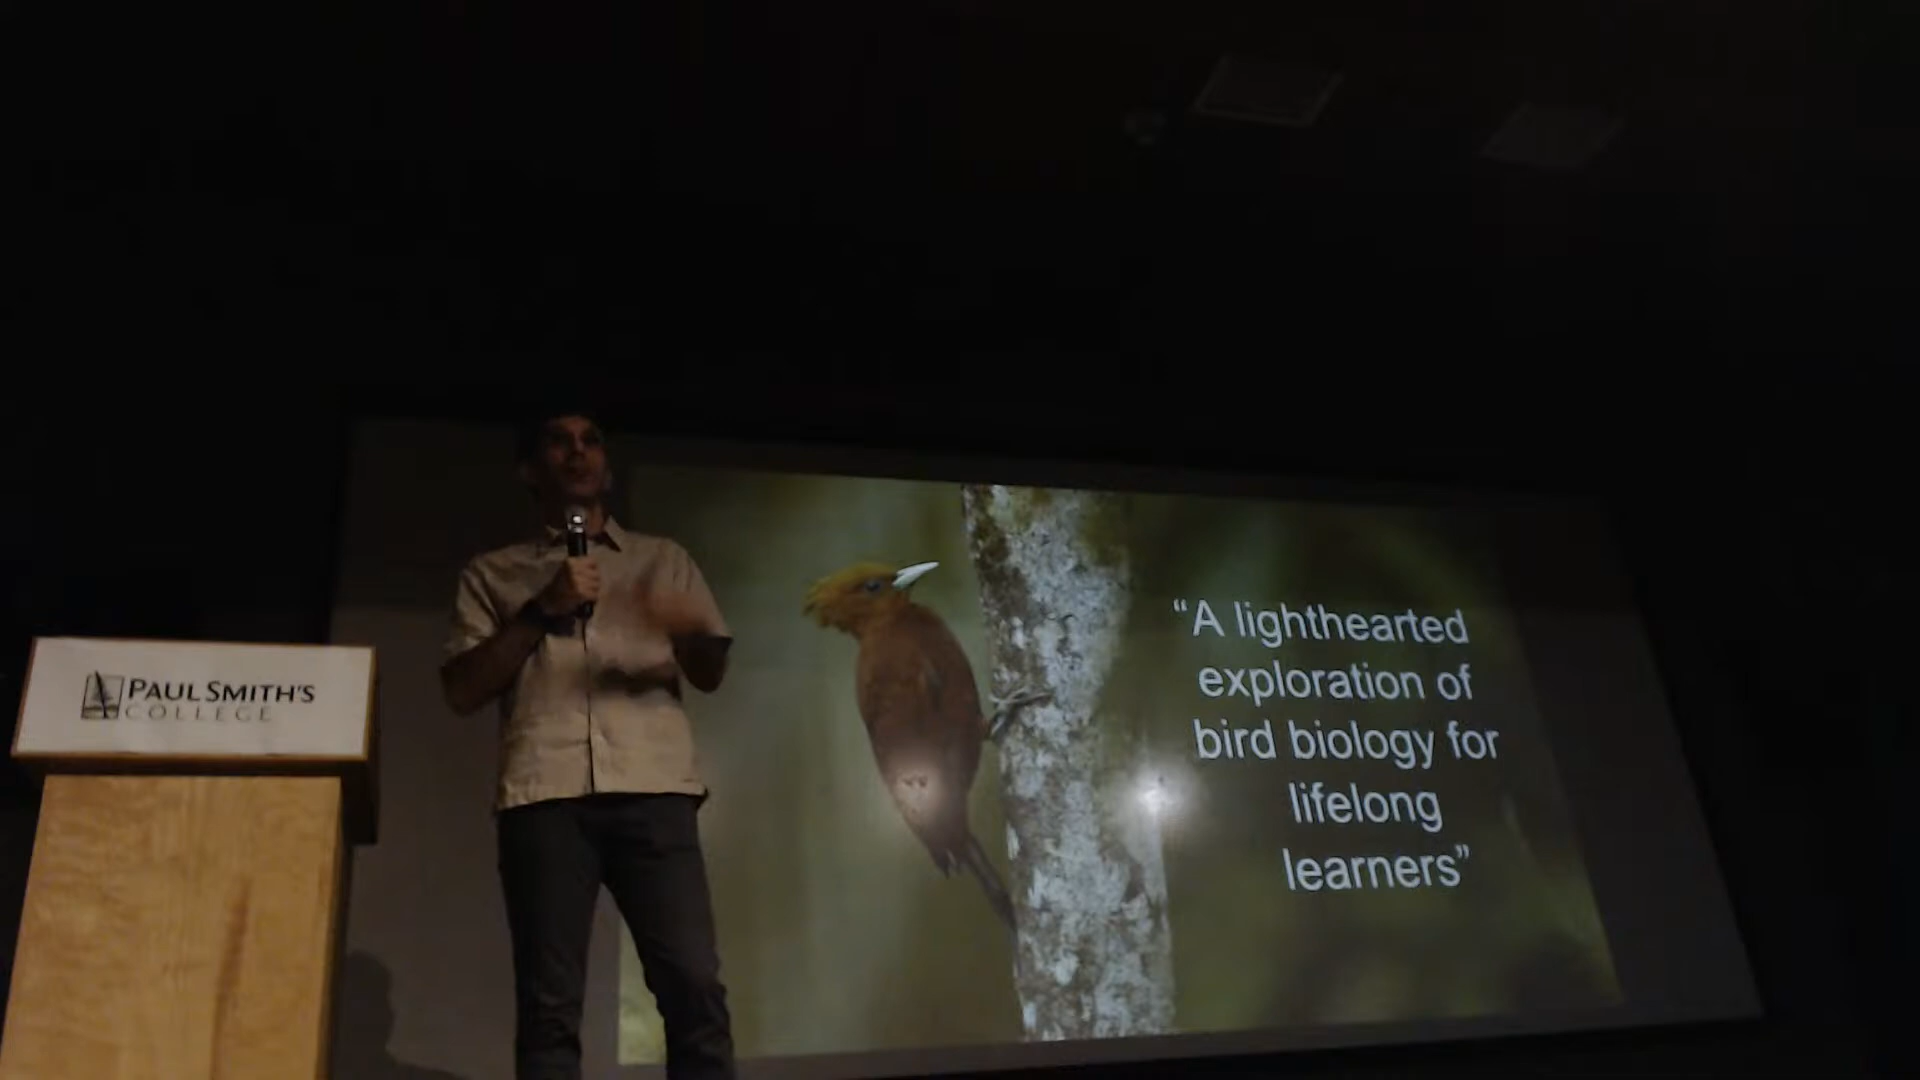 PAUL SMITH'S
COLLEGE
“A lighthearted
exploration of
bird biology for
lifelong
learners”